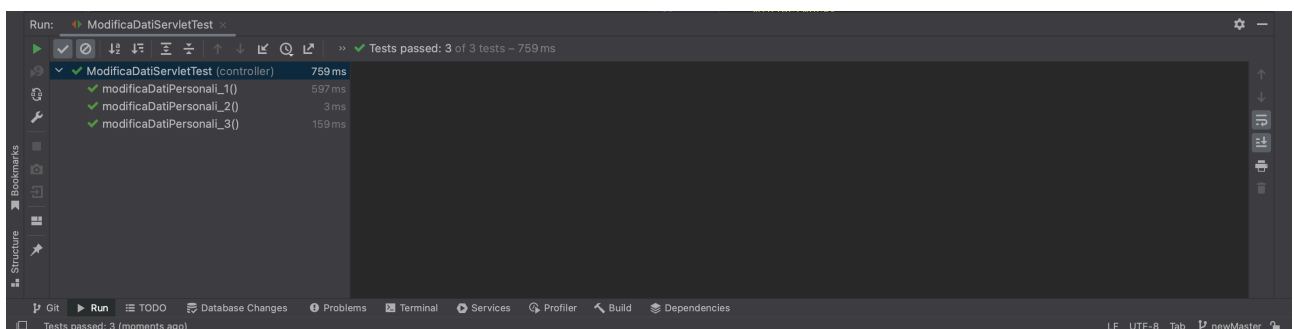 Run: ModificaDatiServletTest ×
» Tests passed: 3 of 3 tests – 759 ms
ModificaDatiServletTest (controller) 759 ms
modificaDatiPersonali_1() 597 ms
modificaDatiPersonali_2() 3 ms
modificaDatiPersonali_3() 159 ms
Bookmarks
Structure
Git Run TODO Database Changes Problems Terminal Services Profiler Build Dependencies
Tests passed: 3 (moments ago) LF UTF-8 Tab newMaster